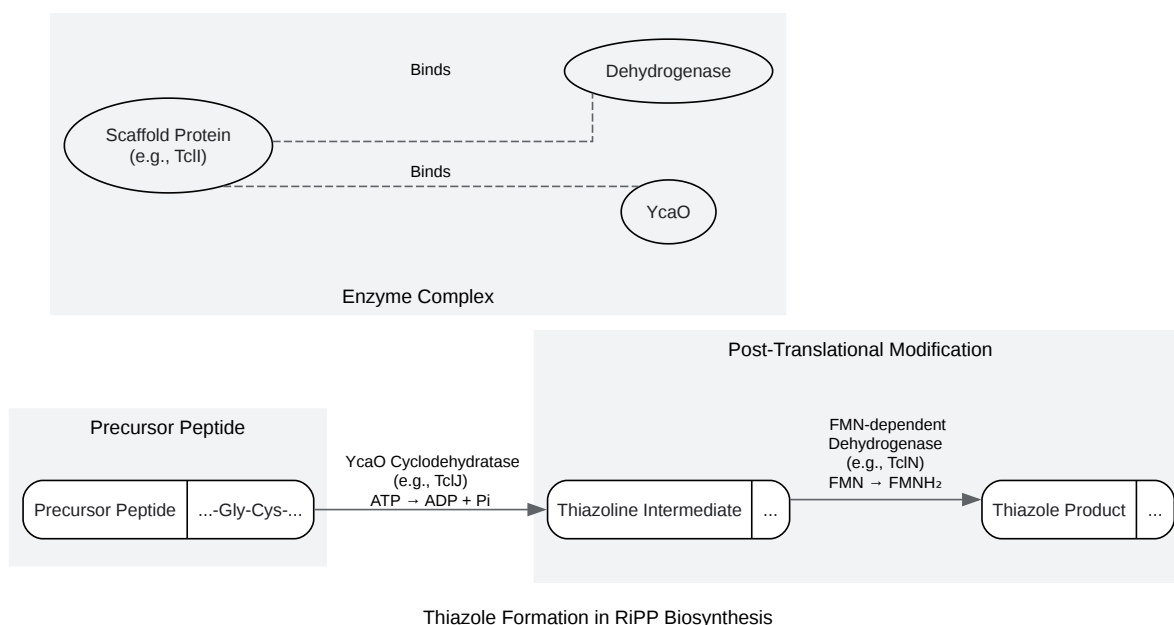 Binds
Dehydrogenase
Scaffold Protein
(e.g., TclI)
Binds
YcaO
Enzyme Complex
Post-Translational Modification
Precursor Peptide
FMN-dependent
Dehydrogenase
(e.g., TclN)
FMN → FMNH₂
YcaO Cyclodehydratase
(e.g., TclJ)
ATP → ADP + Pi
Precursor Peptide
...-Gly-Cys-...
Thiazoline Intermediate
...
Thiazole Product
...
Thiazole Formation in RiPP Biosynthesis